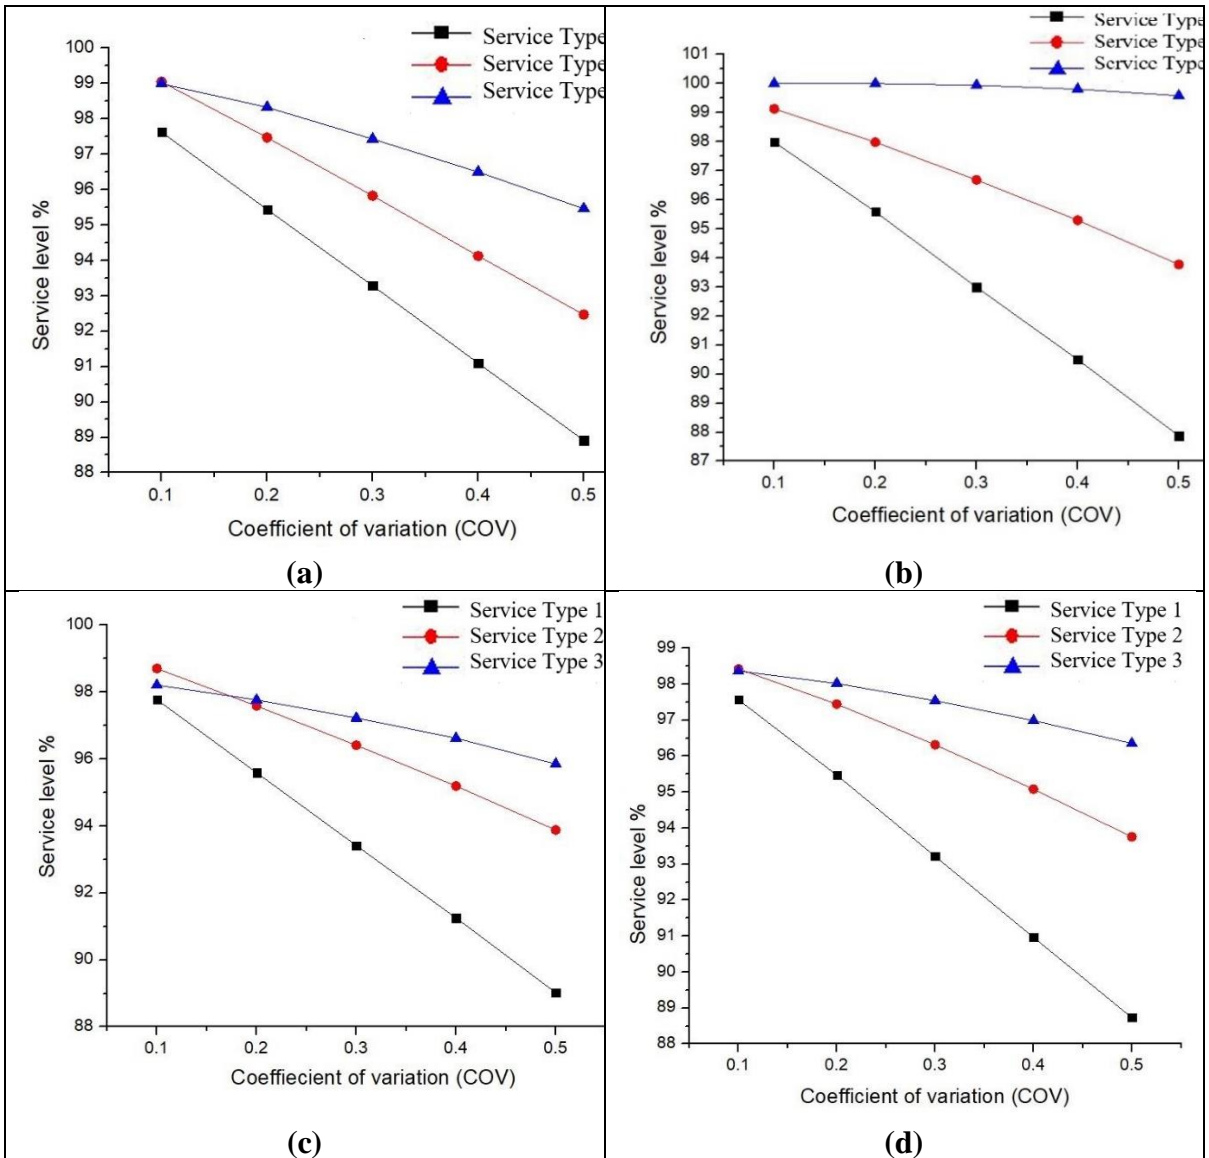 Service Type
Service Type
Service Type
100
99
98
97
96
95
94
93
92
91
90
89
88
Service level %
0.1 0.2 0.3 0.4 0.5
Coefficient of variation (COV)
(a)
Service Type
Service Type
Service Type
101
100
99
98
97
96
95
94
93
92
91
90
88
87
Service level %
0.1 0.2 0.3 0.4 0.5
Coeffiecient of variation (COV)
(b)
Service Type 1
Service Type 2
Service Type 3
100
98
96
94
92
90
88
Service level %
0.1 0.2 0.3 0.4 0.5
Coeffiecient of variation (COV)
(c)
Service Type 1
Service Type 2
Service Type 3
99
98
97
96
95
94
93
92
91
90
89
88
Service level %
0.1 0.2 0.3 0.4 0.5
Coefficient of variation (COV)
(d)